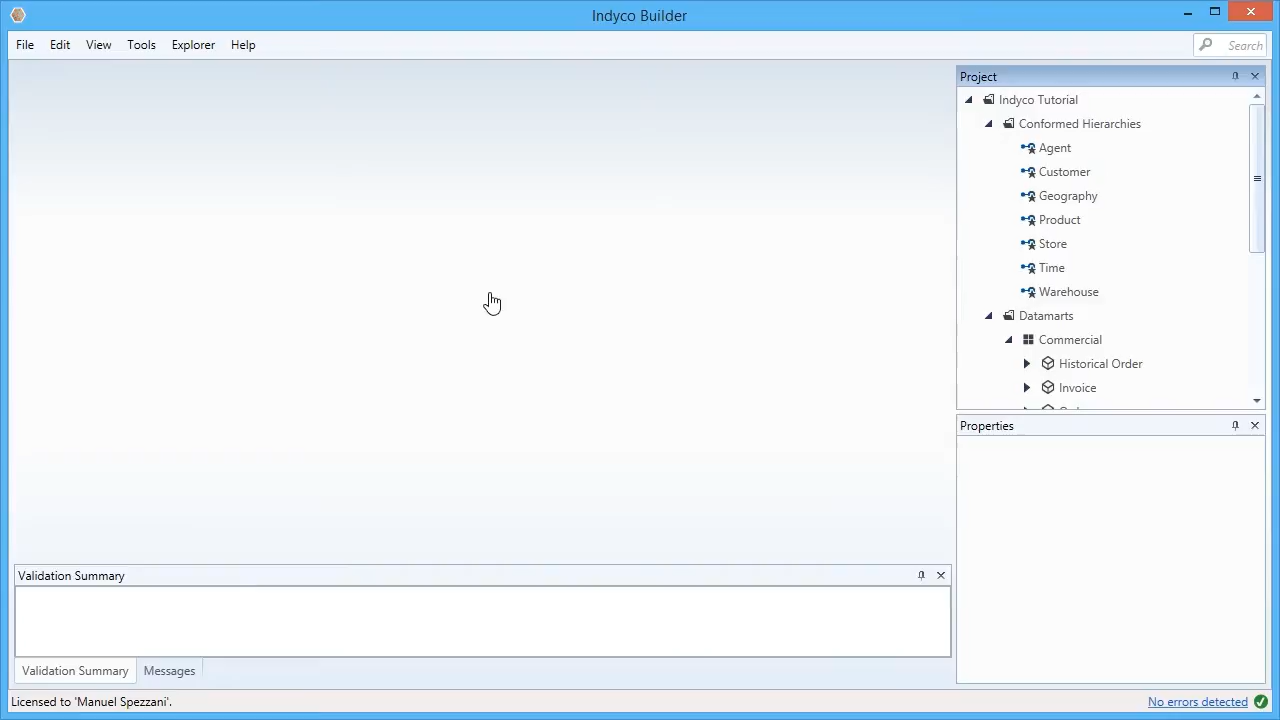 Indyco Builder
File Edit View Tools Explorer Help
Search
Project
Indyco Tutorial
Conformed Hierarchies
Agent
Customer
Geography
Product
Store
Time
Warehouse
Datamarts
Commercial
Historical Order
Invoice
Properties
Validation Summary
Validation Summary Messages
Licensed to 'Manuel Spezzani'.
No errors detected